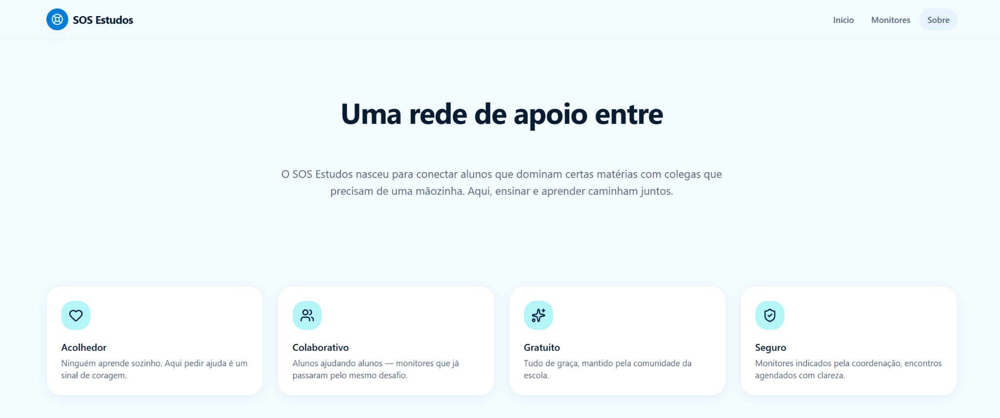 SOS Estudos
Início
Monitores
Sobre
Uma rede de apoio entre
O SOS Estudos nasceu para conectar alunos que dominam certas matérias com colegas que
precisam de uma mãozinha. Aqui, ensinar e aprender caminham juntos.
Acolhedor
Ninguém aprende sozinho. Aqui pedir ajuda é um
sinal de coragem.
Colaborativo
Alunos ajudando alunos — monitores que já
passaram pelo mesmo desafio.
Gratuito
Tudo de graça, mantido pela comunidade da
escola.
Seguro
Monitores indicados pela coordenação, encontros
agendados com clareza.